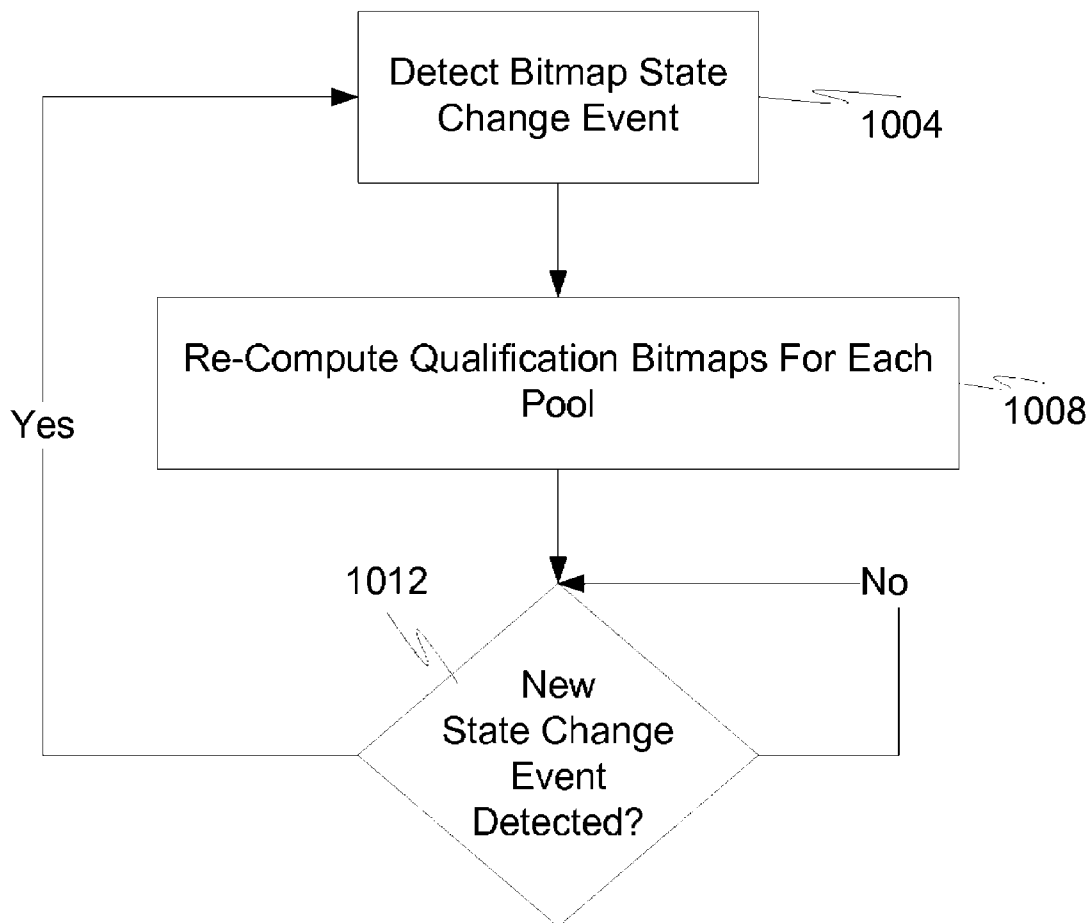 Detect Bitmap State
Change Event
1004
Re-Compute Qualification Bitmaps For Each
Pool
1008
Yes
1012
No
New
State Change
Event
Detected?